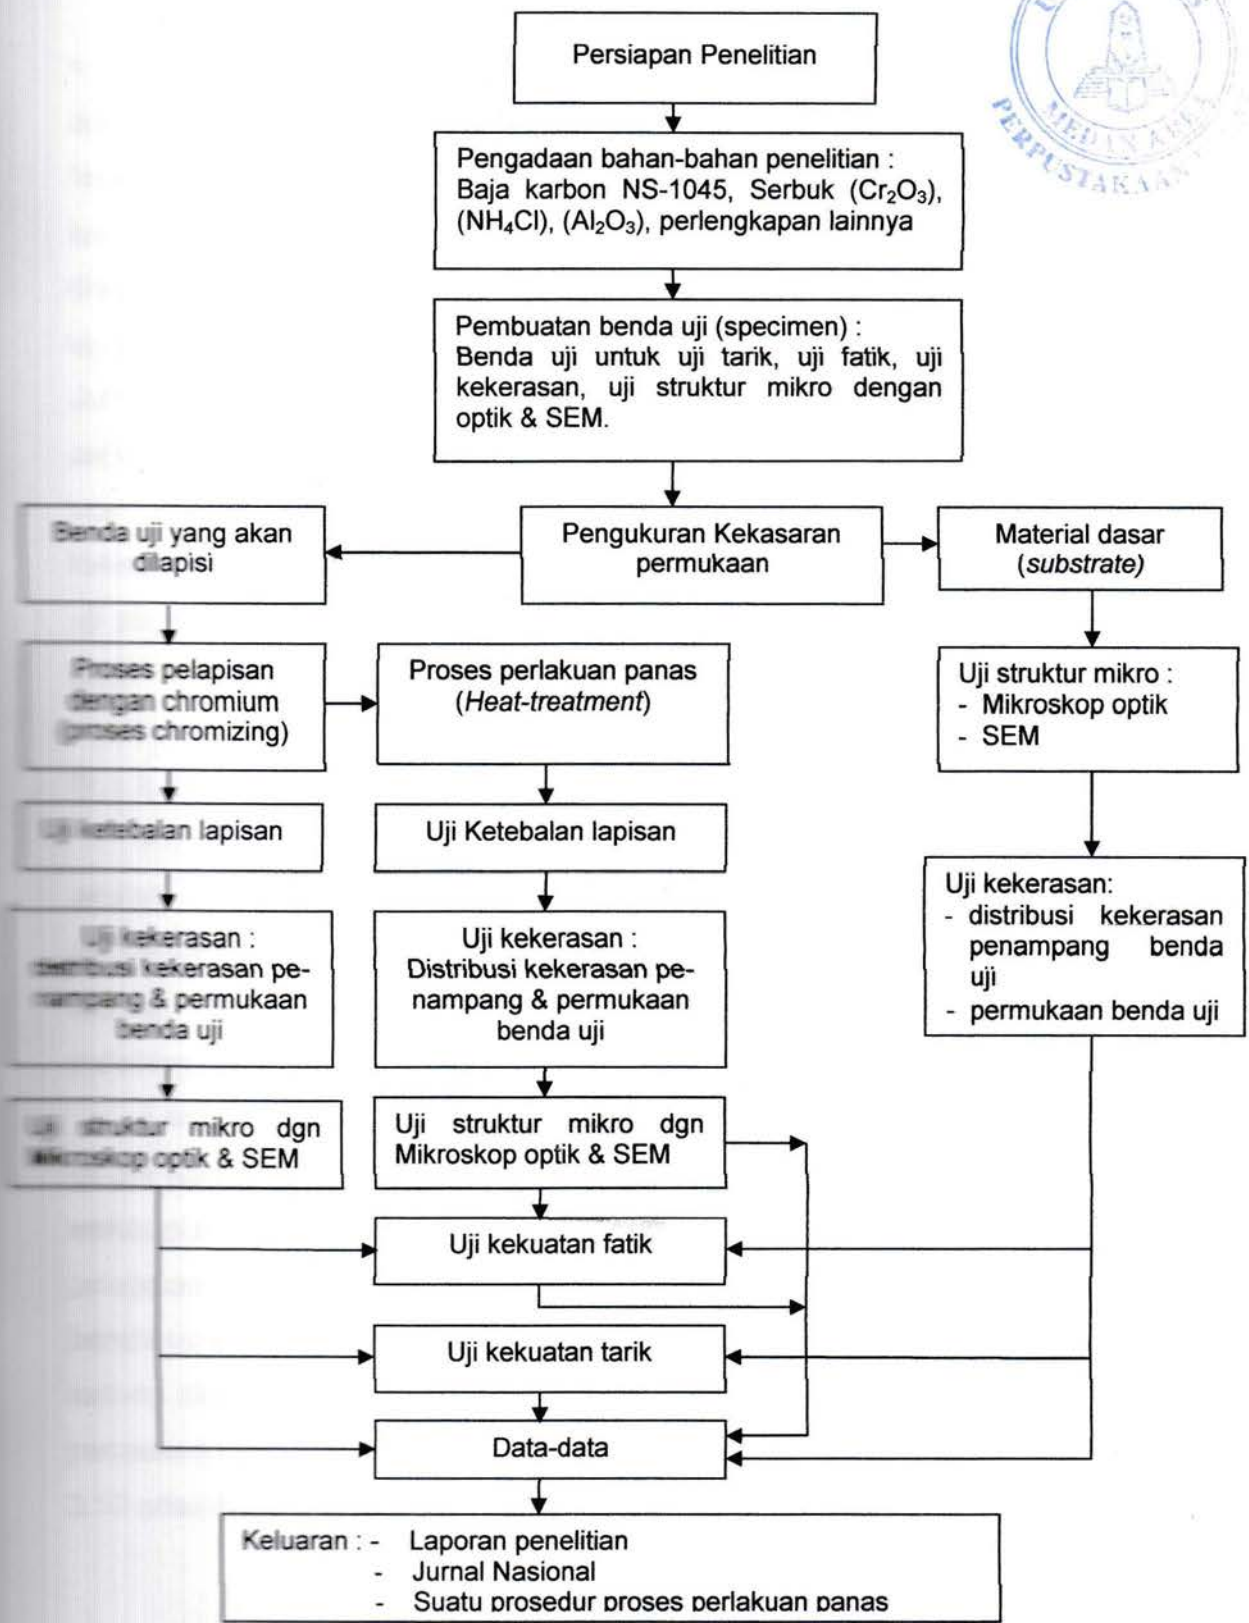 Persiapan Penelitian
MEDAN AREA
PERPUSTAKAAN
Pengadaan bahan-bahan penelitian :
Baja karbon NS-1045, Serbuk (Cr₂O₃),
(NH₄Cl), (Al₂O₃), perlengkapan lainnya
Pembuatan benda uji (specimen) :
Benda uji untuk uji tarik, uji fatik, uji
kekerasan, uji struktur mikro dengan
optik & SEM.
Benda uji yang akan
dilapisi
Pengukuran Kekasaran
permukaan
Material dasar
(substrate)
Proses pelapisan
dengan chromium
(proses chromizing)
Proses perlakuan panas
(Heat-treatment)
Uji struktur mikro :
- Mikroskop optik
- SEM
Uji ketebalan lapisan
Uji Ketebalan lapisan
Uji kekerasan:
- distribusi kekerasan
penampang benda
uji
- permukaan benda uji
Uji kekerasan :
distribusi kekerasan pe-
nampang & permukaan
benda uji
Uji kekerasan :
Distribusi kekerasan pe-
nampang & permukaan
benda uji
Uji struktur mikro dgn
Mikroskop optik & SEM
Uji struktur mikro dgn
Mikroskop optik & SEM
Uji kekuatan fatik
Uji kekuatan tarik
Data-data
Keluaran : - Laporan penelitian
- Jurnal Nasional
- Suatu prosedur proses perlakuan panas